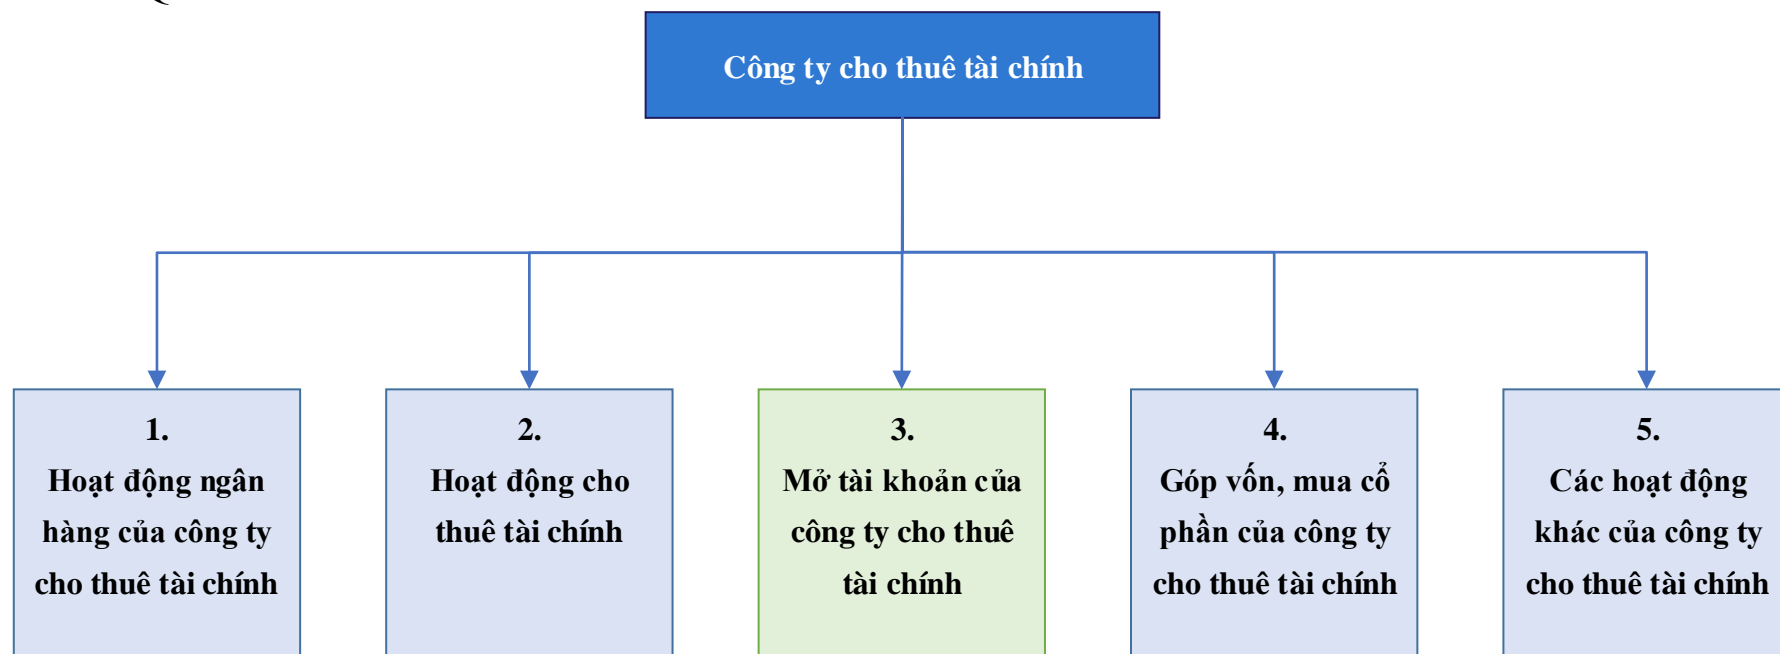 Công ty cho thuê tài chính
1.
Hoạt động ngân
hàng của công ty
cho thuê tài chính
2.
Hoạt động cho
thuê tài chính
3.
Mở tài khoản của
công ty cho thuê
tài chính
4.
Góp vốn, mua cổ
phần của công ty
cho thuê tài chính
5.
Các hoạt động
khác của công ty
cho thuê tài chính